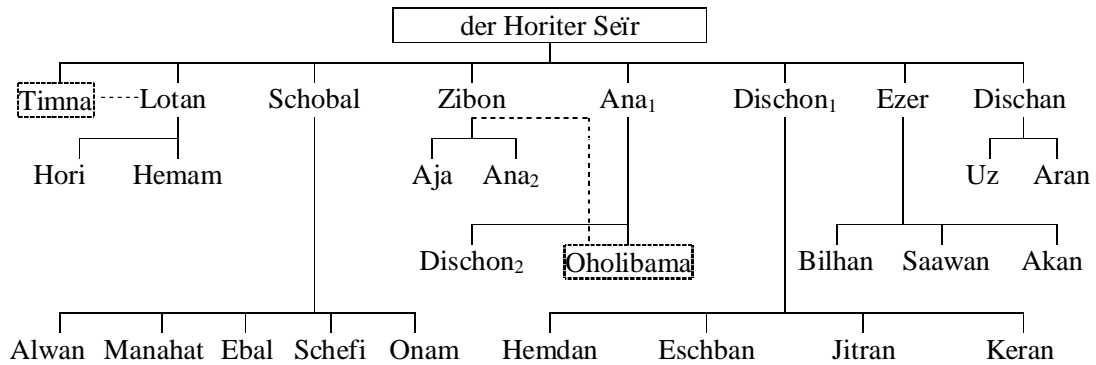 der Horiter Seïr
Timna Lotan Schobal Zibon Ana₁ Dischon₁ Ezer Dischan
Hori Hemam Aja Ana₂ Uz Aran
Dischon₂ Oholibama Bilhan Saawan Akan
Alwan Manahat Ebal Schefi Onam Hemdan Eschban Jitran Keran